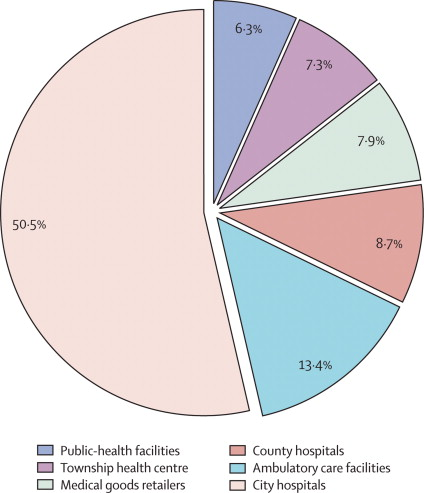 6·3%
7·3%
7·9%
50·5%
8·7%
13·4%
Public-health facilities
County hospitals
Township health centre
Ambulatory care facilities
Medical goods retailers
City hospitals